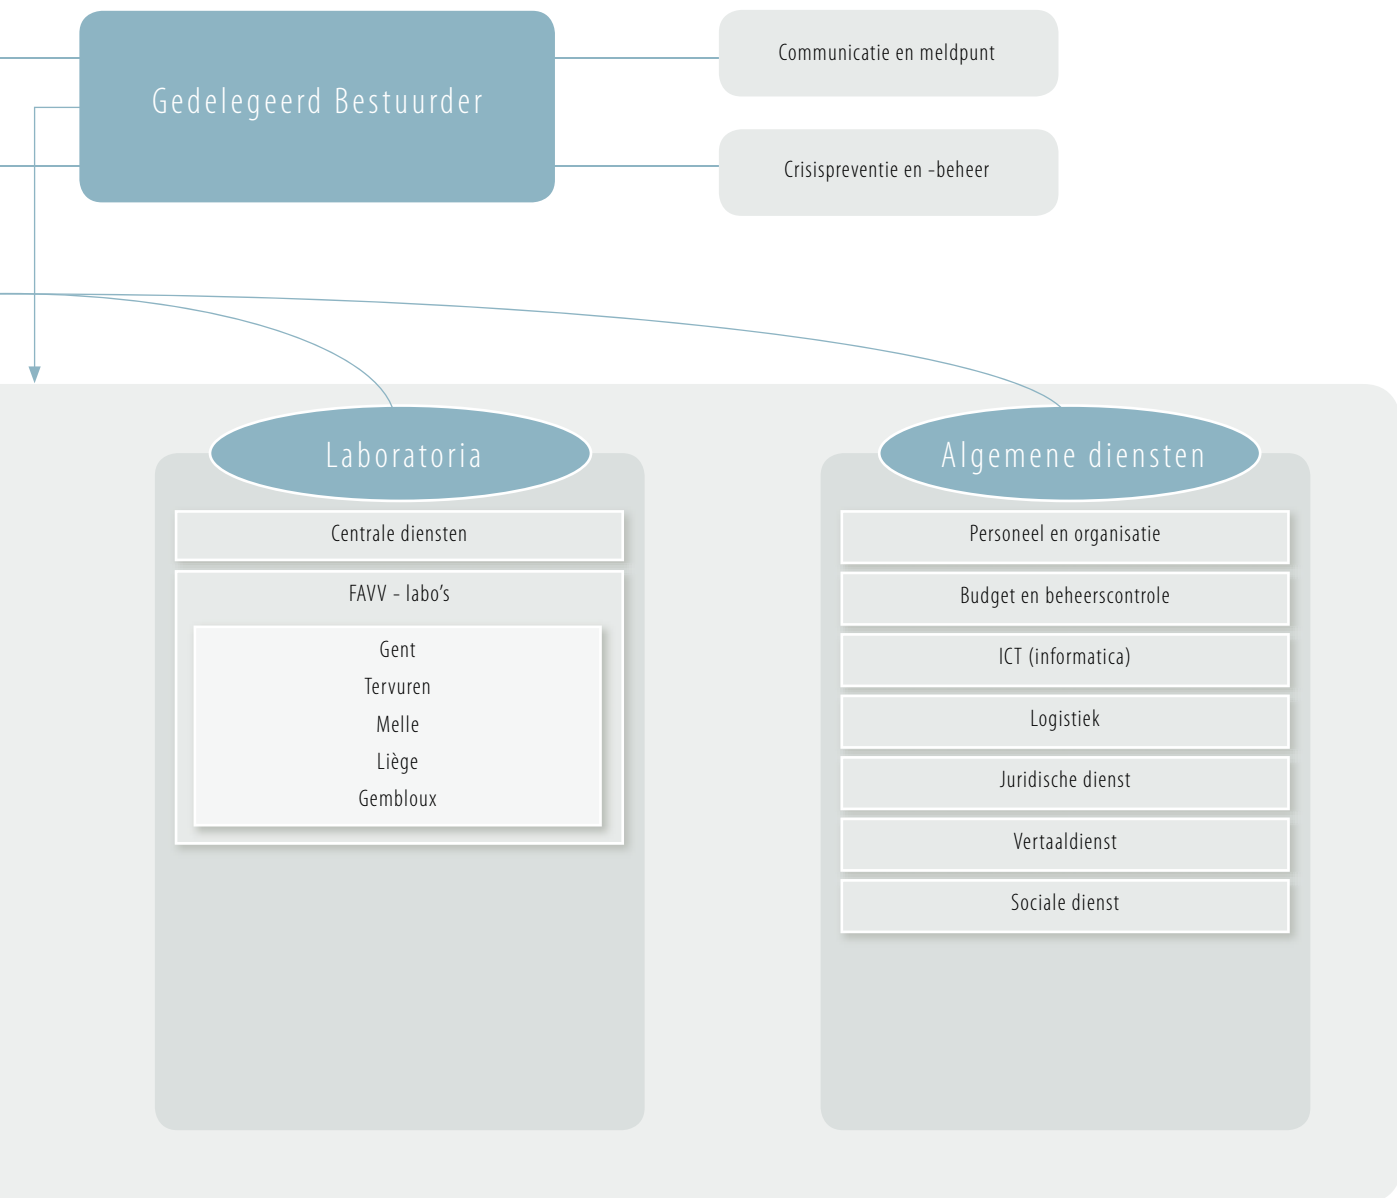 Gedelegeerd Bestuurder
Communicatie en meldpunt
Crisispreventie en -beheer
Laboratoria
Centrale diensten
FAVV - labo's
Gent
Tervuren
Melle
Liège
Gembloux
Algemene diensten
Personeel en organisatie
Budget en beheerscontrole
ICT (informatica)
Logistiek
Juridische dienst
Vertaaldienst
Sociale dienst